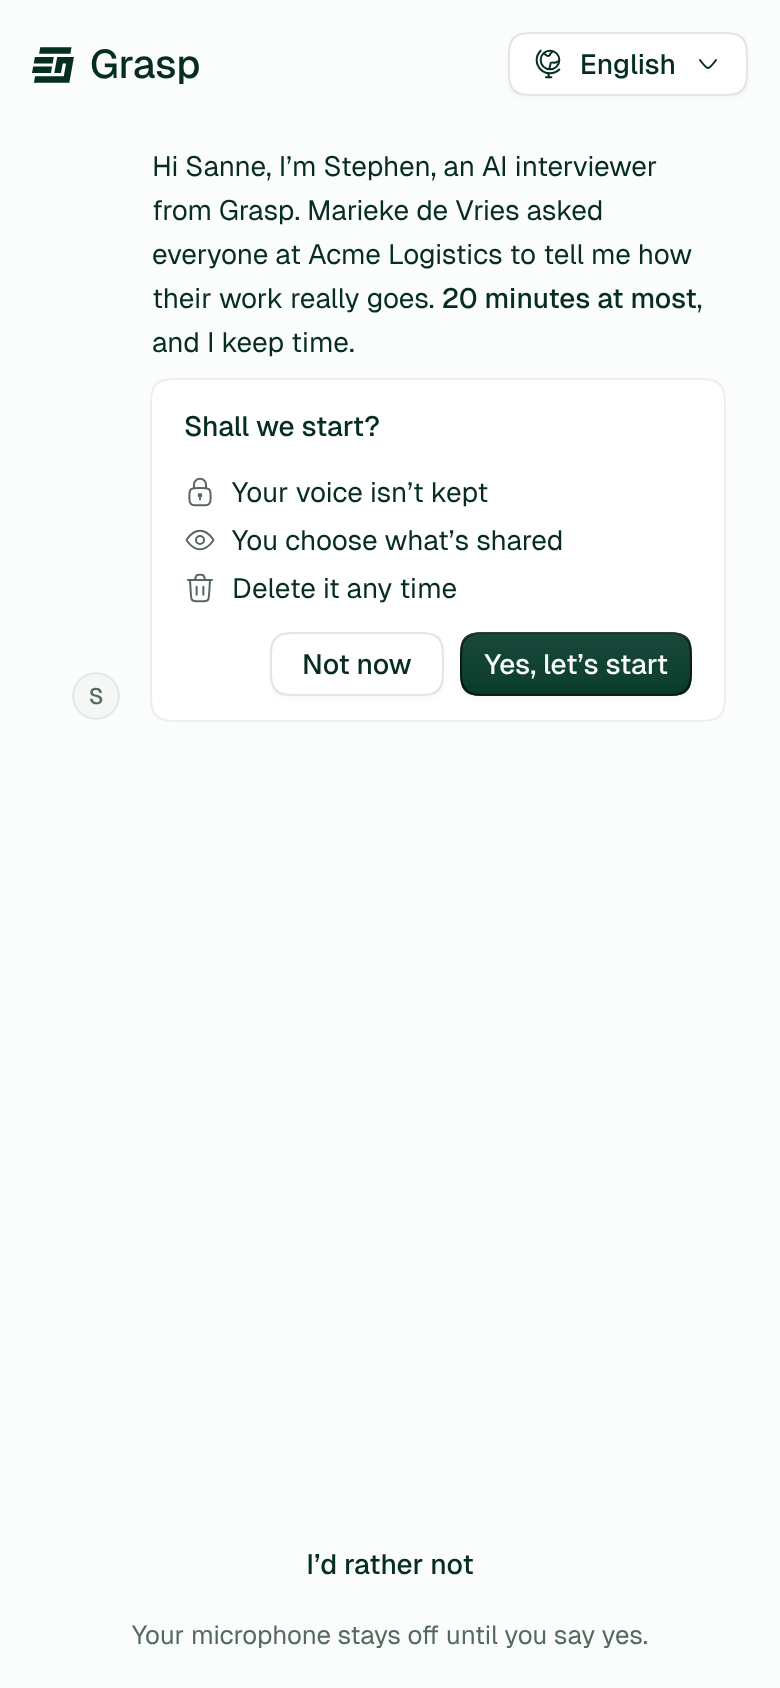 Grasp
English
Hi Sanne, I’m Stephen, an AI interviewer
from Grasp. Marieke de Vries asked
everyone at Acme Logistics to tell me how
their work really goes. 20 minutes at most,
and I keep time.
Shall we start?
Your voice isn’t kept
You choose what’s shared
Delete it any time
Not now
Yes, let’s start
S
I’d rather not
Your microphone stays off until you say yes.